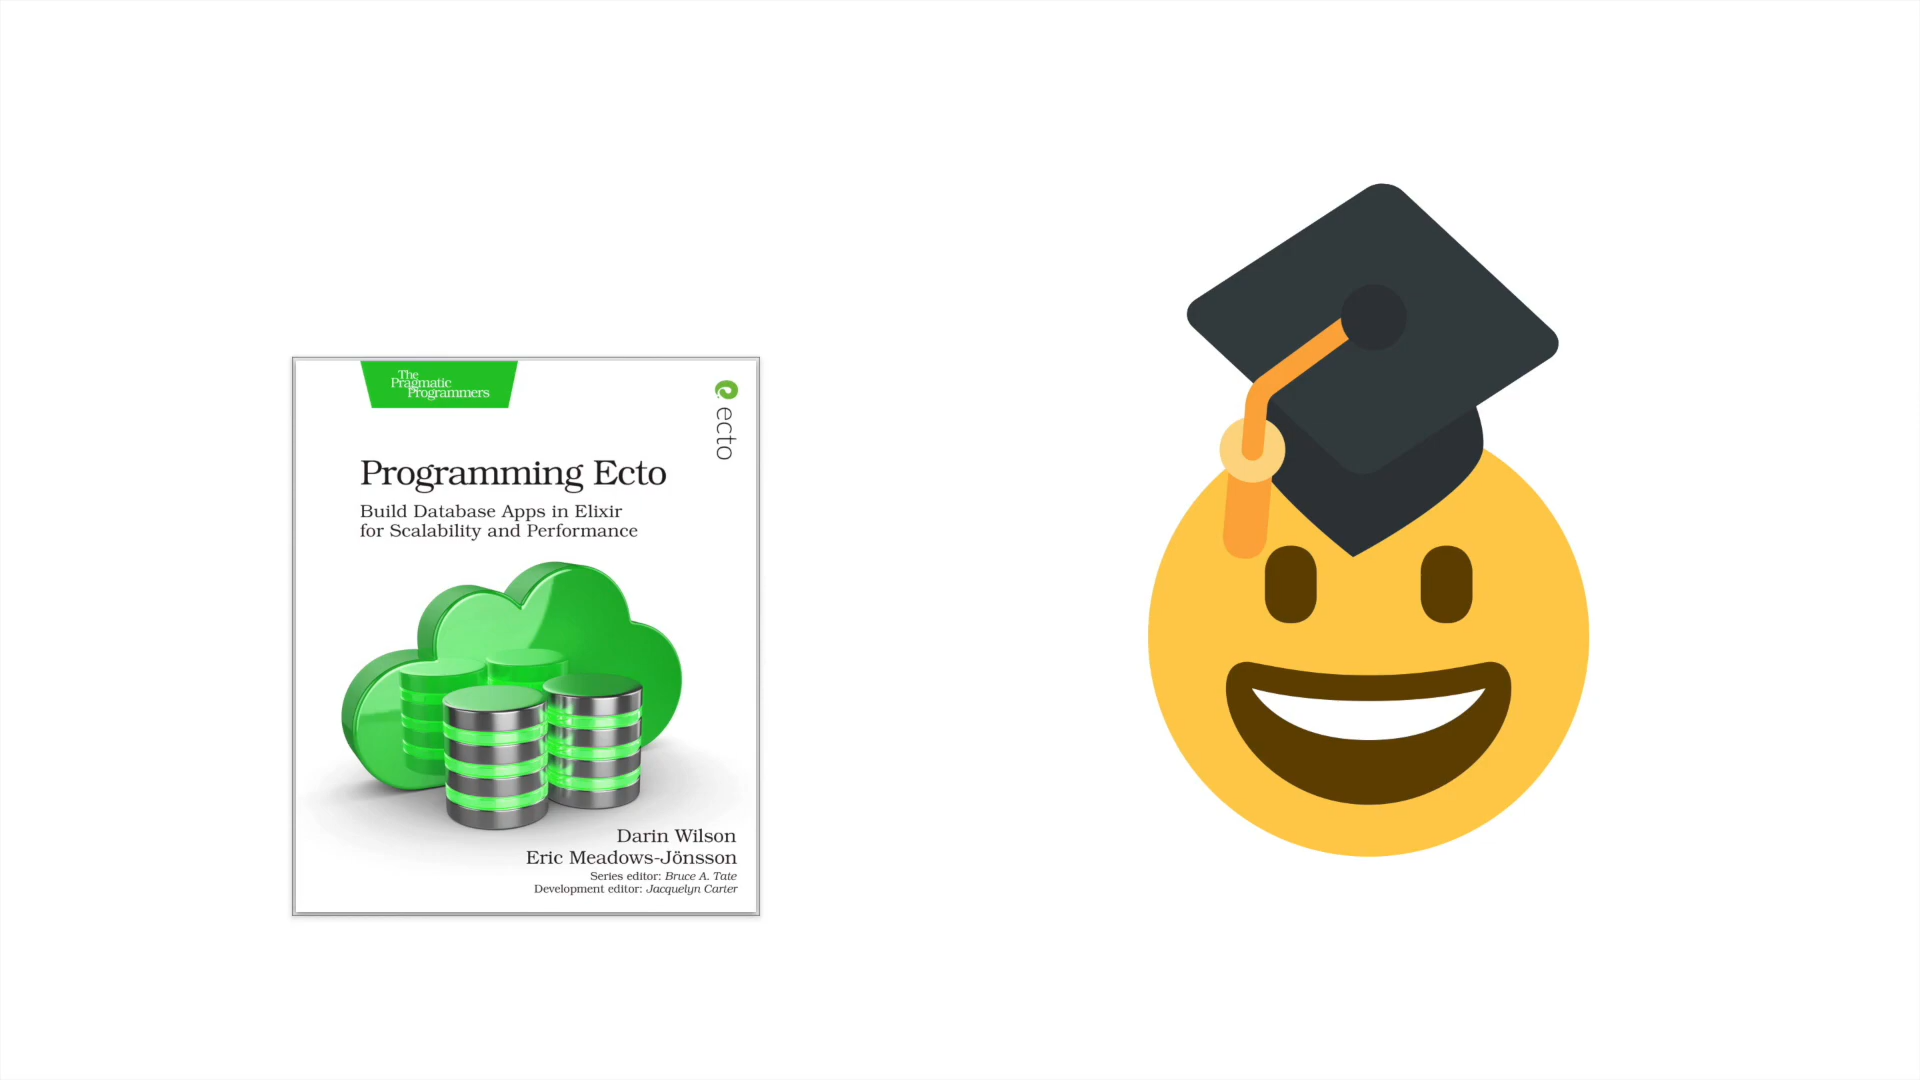 The
Pragmatic
Programmers
ecto
Programming Ecto
Build Database Apps in Elixir
for Scalability and Performance
Darin Wilson
Eric Meadows-Jönsson
Series editor: Bruce A. Tate
Development editor: Jacquelyn Carter